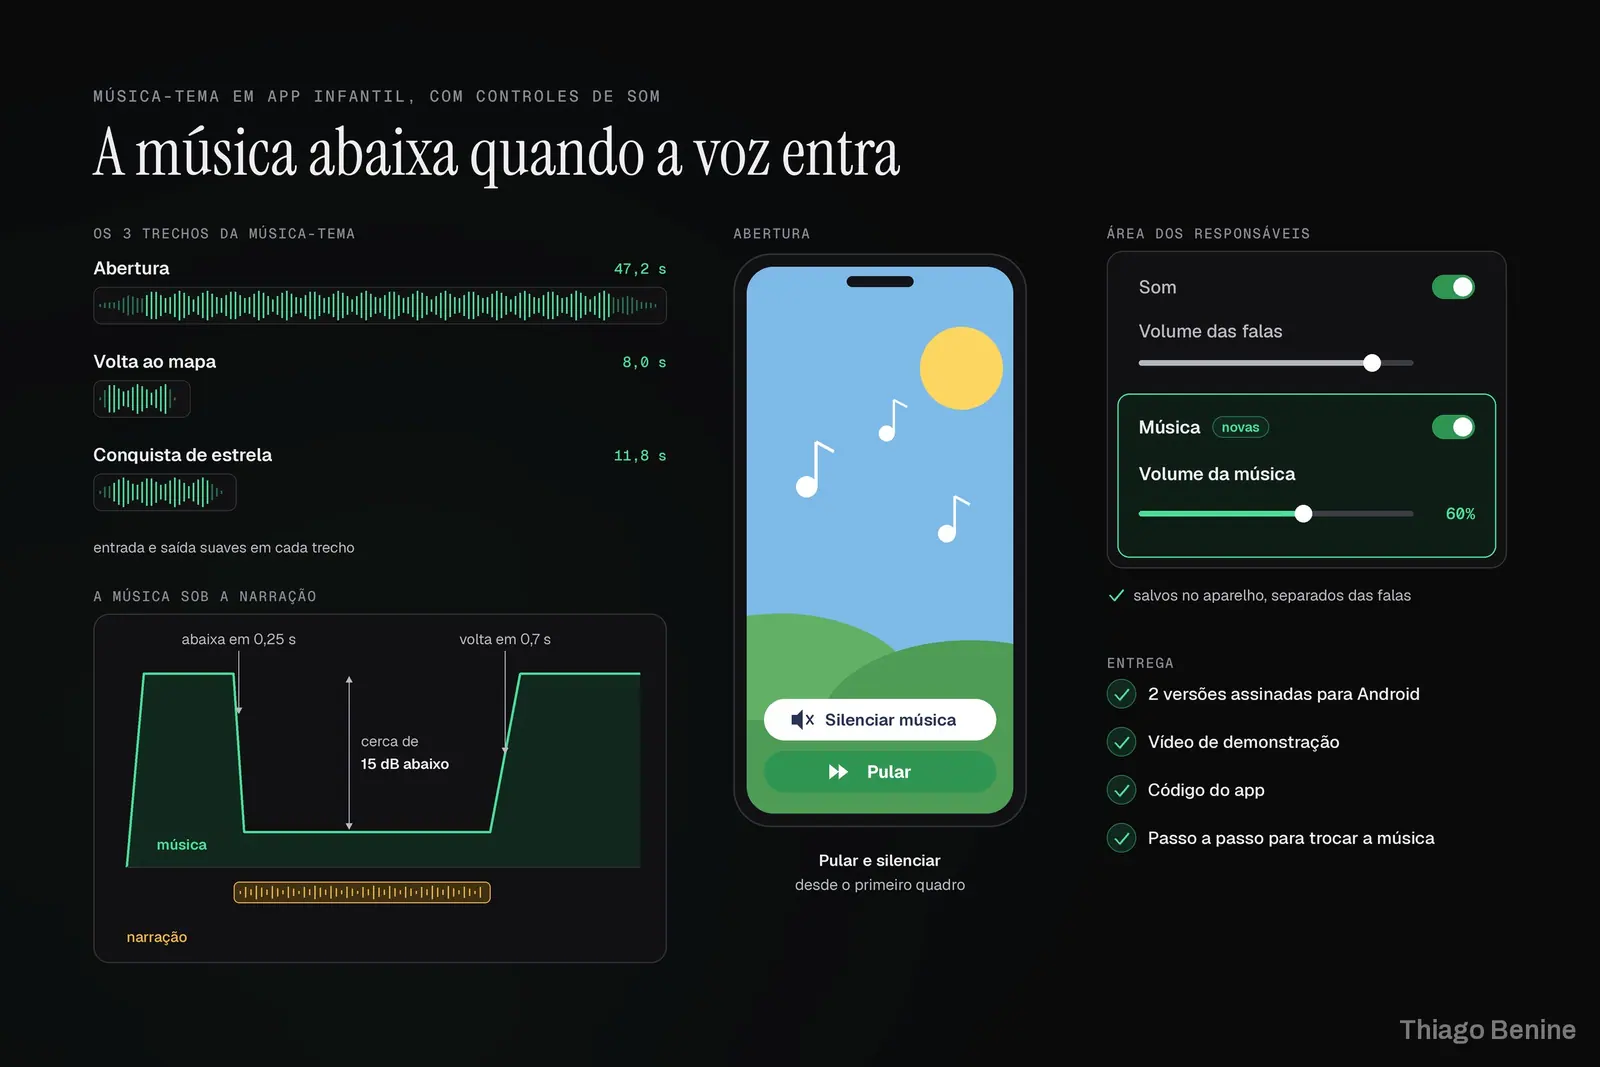 MÚSICA-TEMA EM APP INFANTIL, COM CONTROLES DE SOM
A música abaixa quando a voz entra
OS 3 TRECHOS DA MÚSICA-TEMA
Abertura
47,2 s
Volta ao mapa
8,0 s
Conquista de estrela
11,8 s
entrada e saída suaves em cada trecho
A MÚSICA SOB A NARRAÇÃO
abaixa em 0,25 s
volta em 0,7 s
cerca de
15 dB abaixo
música
narração
ABERTURA
Silenciar música
Pular
Pular e silenciar
desde o primeiro quadro
ÁREA DOS RESPONSÁVEIS
Som
Volume das falas
Música novas
Volume da música
60%
salvos no aparelho, separados das falas
ENTREGA
2 versões assinadas para Android
Vídeo de demonstração
Código do app
Passo a passo para trocar a música
Thiago Benine